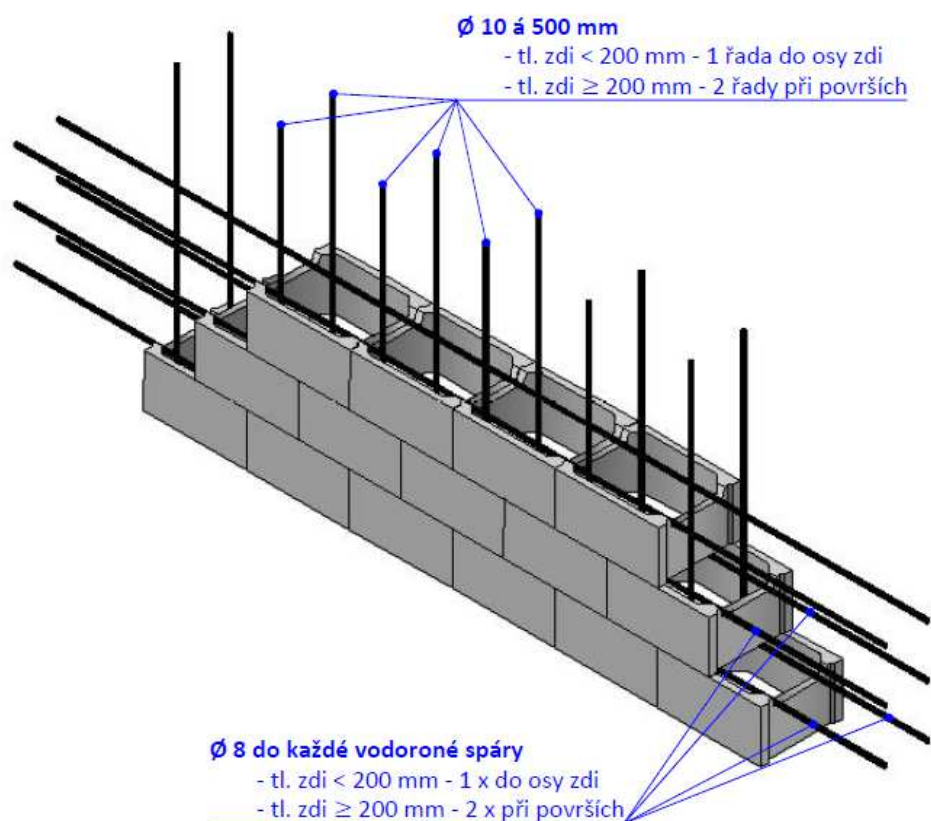 Ø 10 á 500 mm
- tl. zdi < 200 mm - 1 řada do osy zdi
- tl. zdi ≥ 200 mm - 2 řady při površích
Ø 8 do každé vodoroné spáry
- tl. zdi < 200 mm - 1 x do osy zdi
- tl. zdi ≥ 200 mm - 2 x při površích